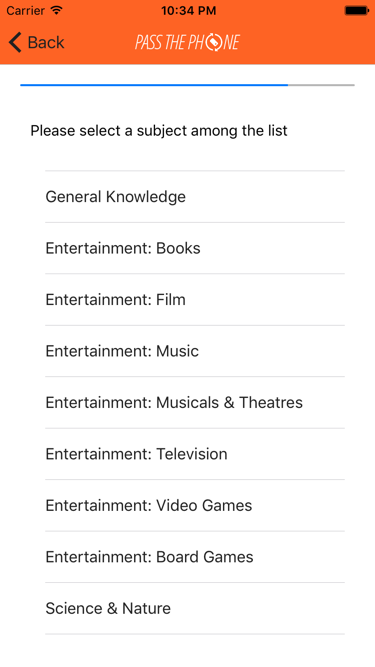 Carrier 10:34 PM
Back PASS THE PHONE
Please select a subject among the list
General Knowledge
Entertainment: Books
Entertainment: Film
Entertainment: Music
Entertainment: Musicals & Theatres
Entertainment: Television
Entertainment: Video Games
Entertainment: Board Games
Science & Nature